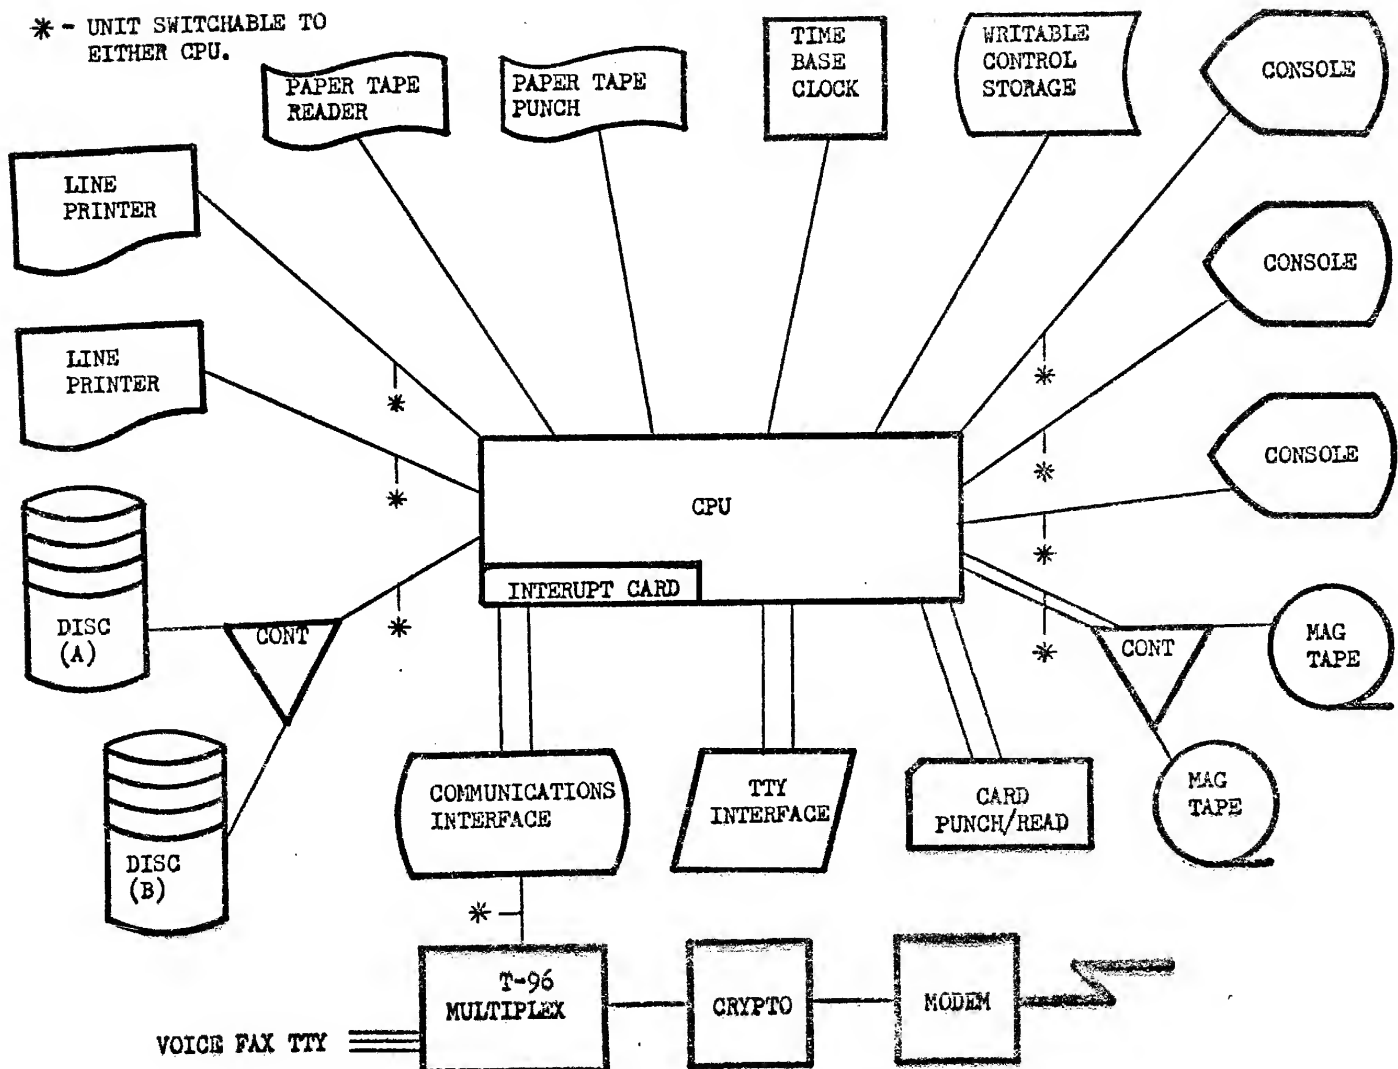 * - UNIT SWITCHABLE TO
EITHER CPU.
PAPER TAPE
READER
PAPER TAPE
PUNCH
TIME
BASE
CLOCK
WRITABLE
CONTROL
STORAGE
CONSOLE
LINE
PRINTER
CONSOLE
LINE
PRINTER
*
*
*
*
CONSOLE
*
*
CPU
INTERUPT CARD
DISC
(A)
CONT
*
*
CONT
MAG
TAPE
COMMUNICATIONS
INTERFACE
TTY
INTERFACE
CARD
PUNCH/READ
MAG
TAPE
DISC
(B)
*
T-96
MULTIPLEX
CRYPTO
MODEM
VOICE FAX TTY